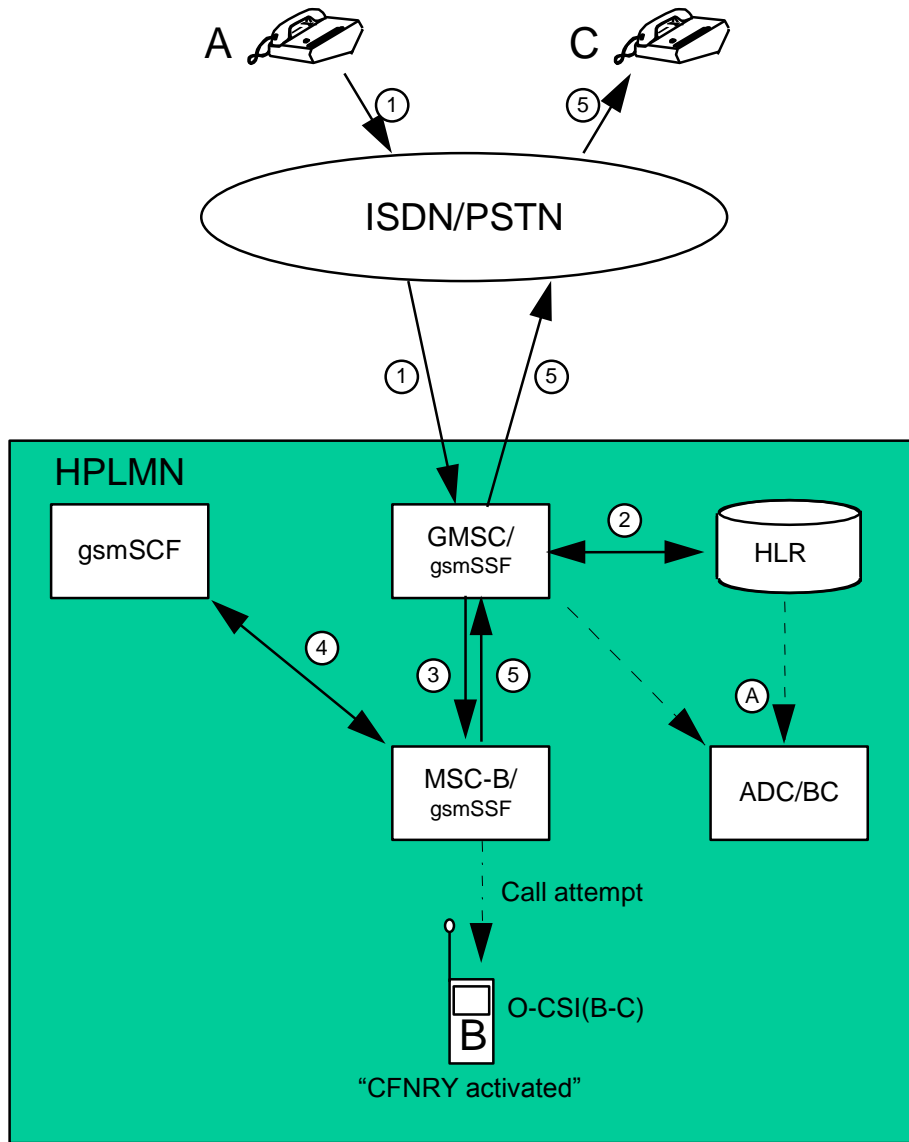 A
C
1
5
ISDN/PSTN
1
5
HPLMN
gsmSCF
GMSC/
gsmSSF
2
HLR
4
3
5
A
MSC-B/
gsmSSF
ADC/BC
Call attempt
O-CSI(B-C)
B
“CFNRY activated”